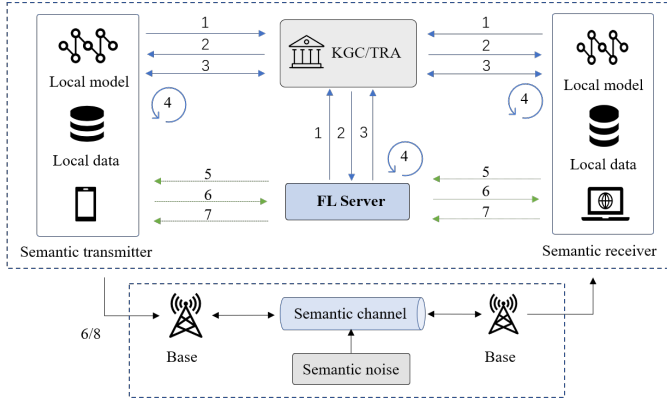 1
1
KGC/TRA
2
2
Local model
3
3
Local model
4
4
1
2
3
4
Local data
Local data
5
5
6
FL Server
6
7
7
Semantic transmitter
Semantic receiver
6/8
Semantic channel
Base
Base
Semantic noise